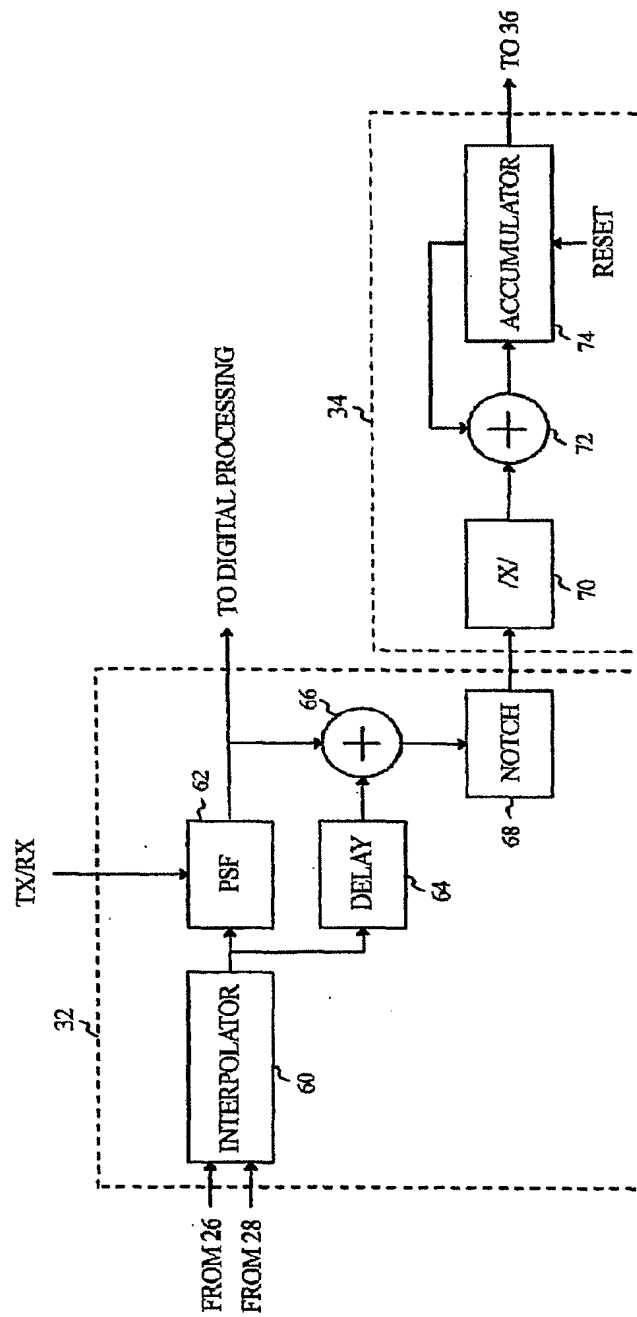 FROM 26
FROM 28
32
INTERPOLATOR
60
TX/RX
PSF
62
DELAY
64
66
NOTCH
68
TO DIGITAL PROCESSING
34
/X/
70
72
ACCUMULATOR
74
RESET
TO 36